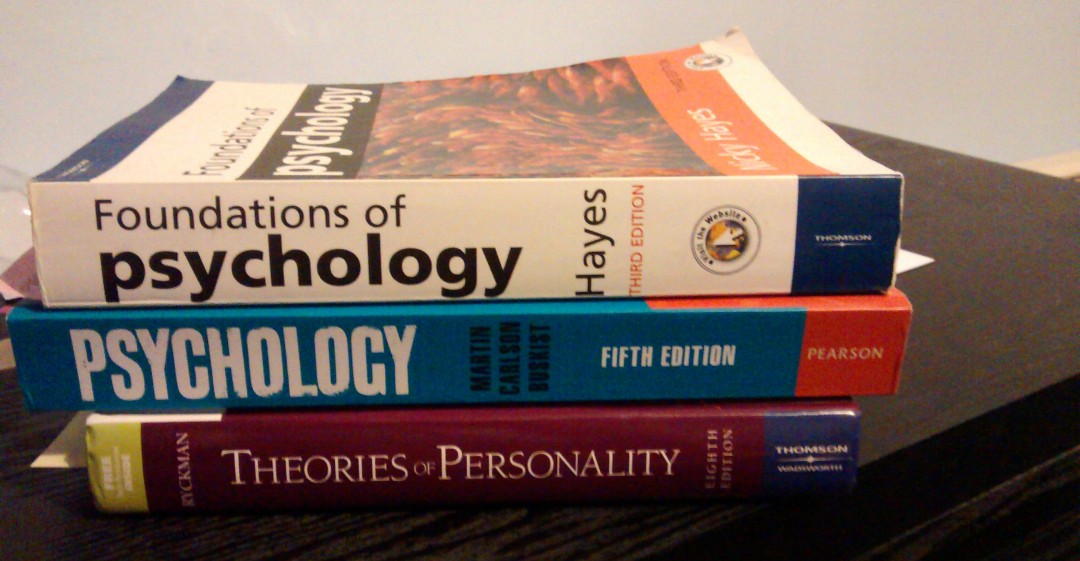 Foundations of
psychology
Nicky Hayes
Foundations of
psychology
Hayes
THIRD EDITION
Visit the Website
THOMSON
PSYCHOLOGY
MARTIN
CARLSON
BUSKIST
FIFTH EDITION
PEARSON
RYCKMAN
THEORIES OF PERSONALITY
EIGHTH
EDITION
THOMSON
WADSWORTH